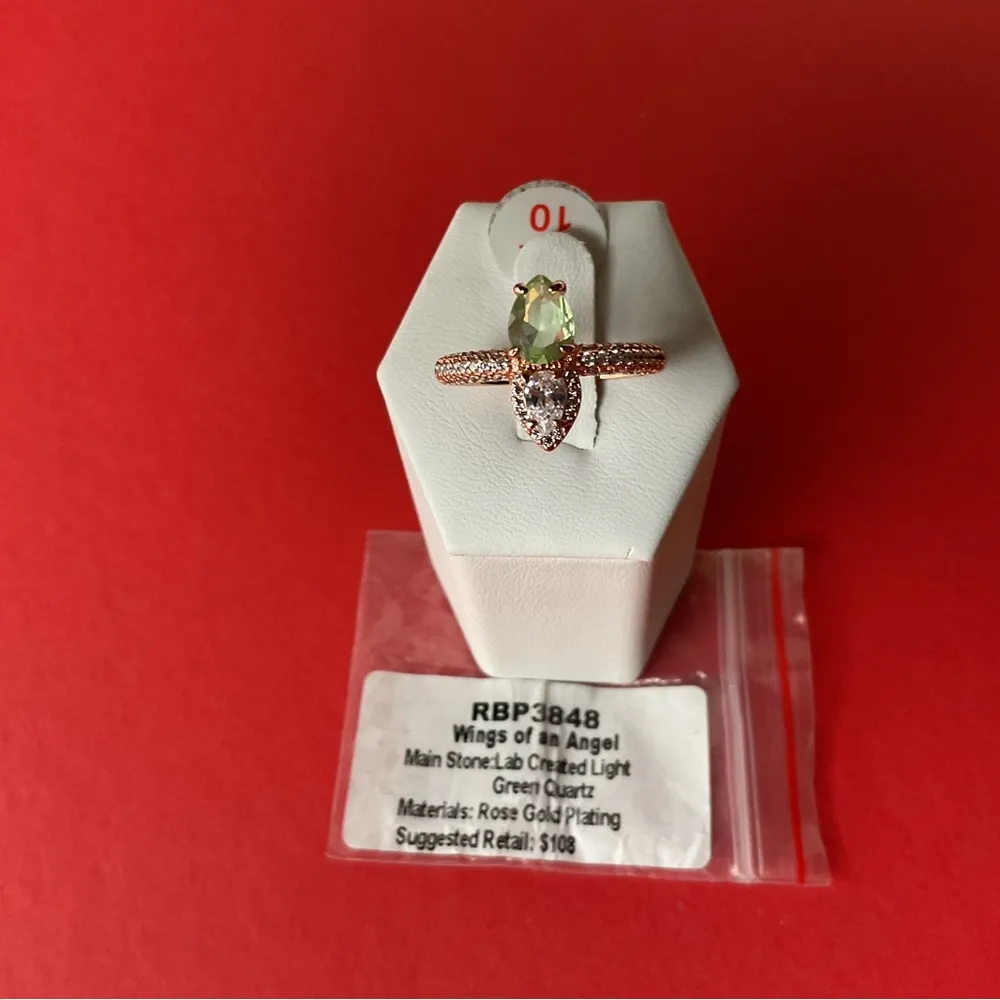 10
RBP3848
Wings of an Angel
Main Stone:Lab Created Light
Green Quartz
Materials: Rose Gold Plating
Suggested Retail: $108